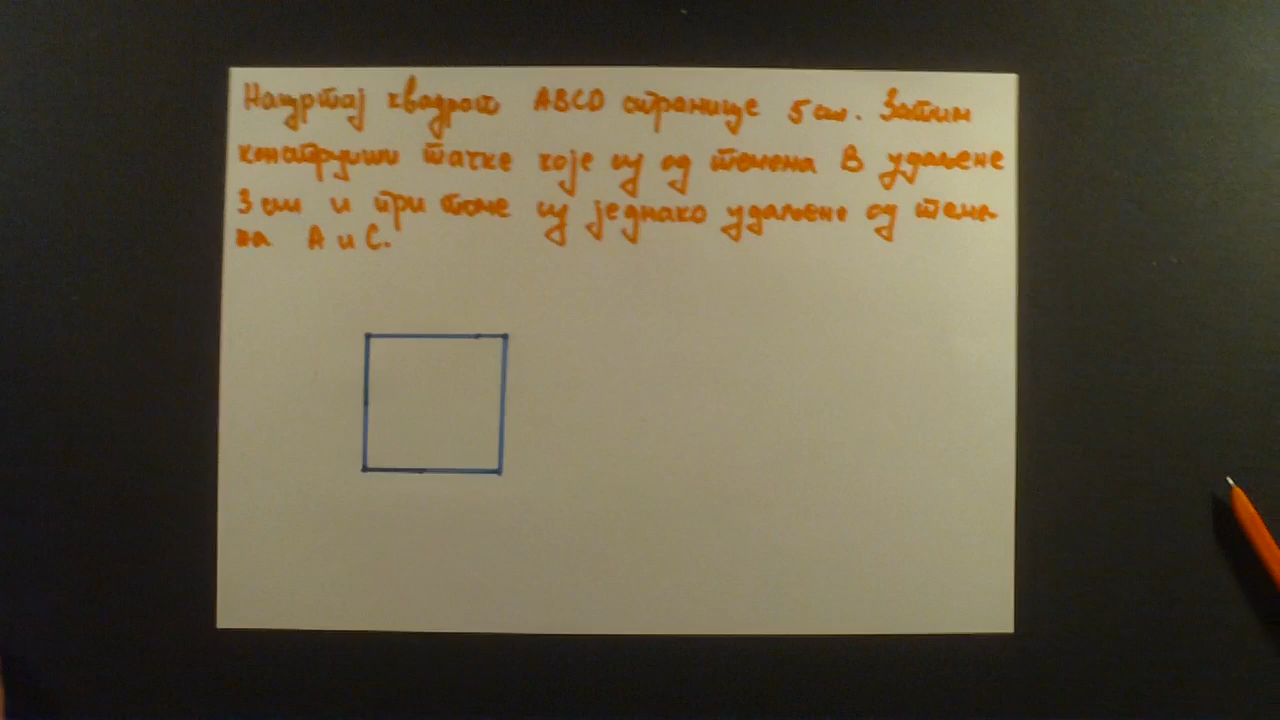 Нацртај квадрат ABCD странице 5 cm. Затим
конструиши тачке које су од темена B удаљене
3 cm и при томе су једнако удаљене од теме
на A и C.